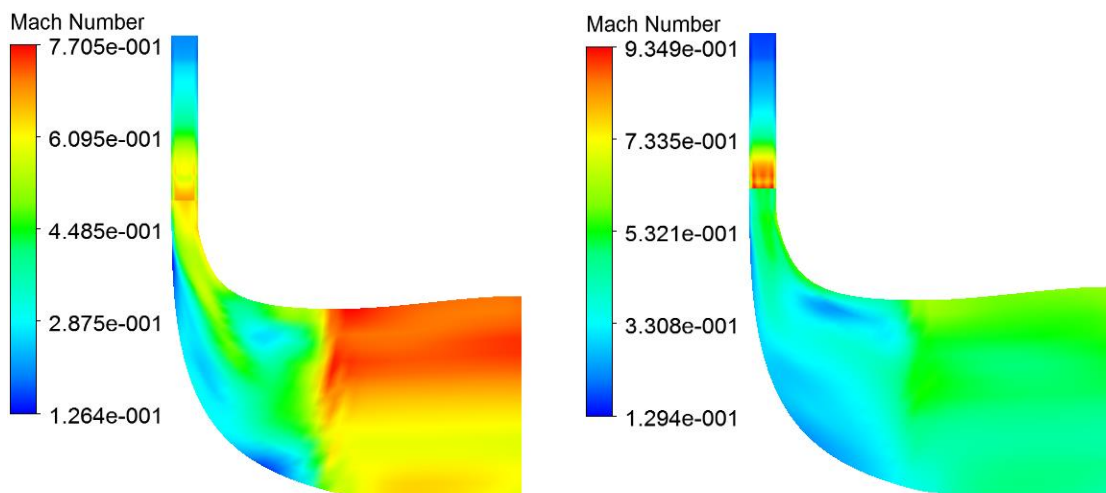 Mach Number
7.705e-001
6.095e-001
4.485e-001
2.875e-001
1.264e-001
Mach Number
9.349e-001
7.335e-001
5.321e-001
3.308e-001
1.294e-001